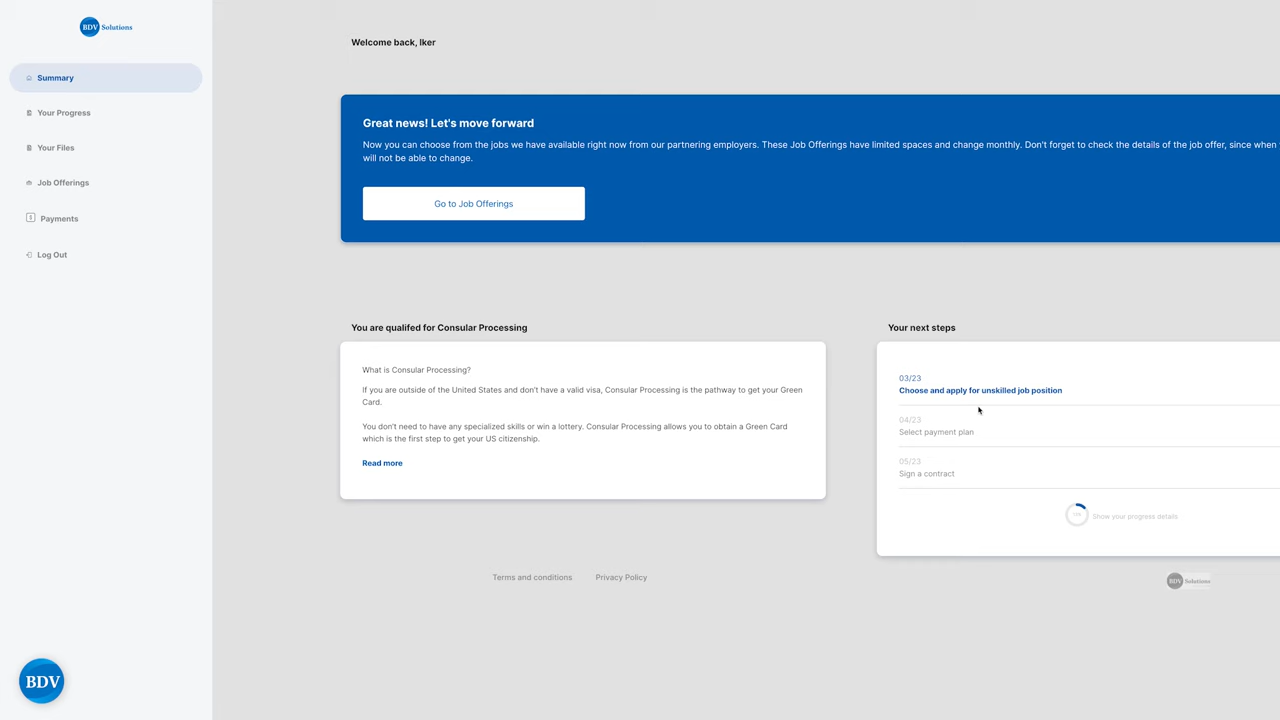 BDV Solutions
Summary
Your Progress
Your Files
Job Offerings
Payments
Log Out
BDV
Welcome back, Iker
Great news! Let's move forward
Now you can choose from the jobs we have available right now from our partnering employers. These Job Offerings have limited spaces and change monthly. Don't forget to check the details of the job offer, since when
will not be able to change.
Go to Job Offerings
You are qualifed for Consular Processing
What is Consular Processing?
If you are outside of the United States and don't have a valid visa, Consular Processing is the pathway to get your Green
Card.
You don't need to have any specialized skills or win a lottery. Consular Processing allows you to obtain a Green Card
which is the first step to get your US citizenship.
Read more
Your next steps
03/23
Choose and apply for unskilled job position
04/23
Select payment plan
05/23
Sign a contract
Show your progress details
Terms and conditions
Privacy Policy
BDV Solutions